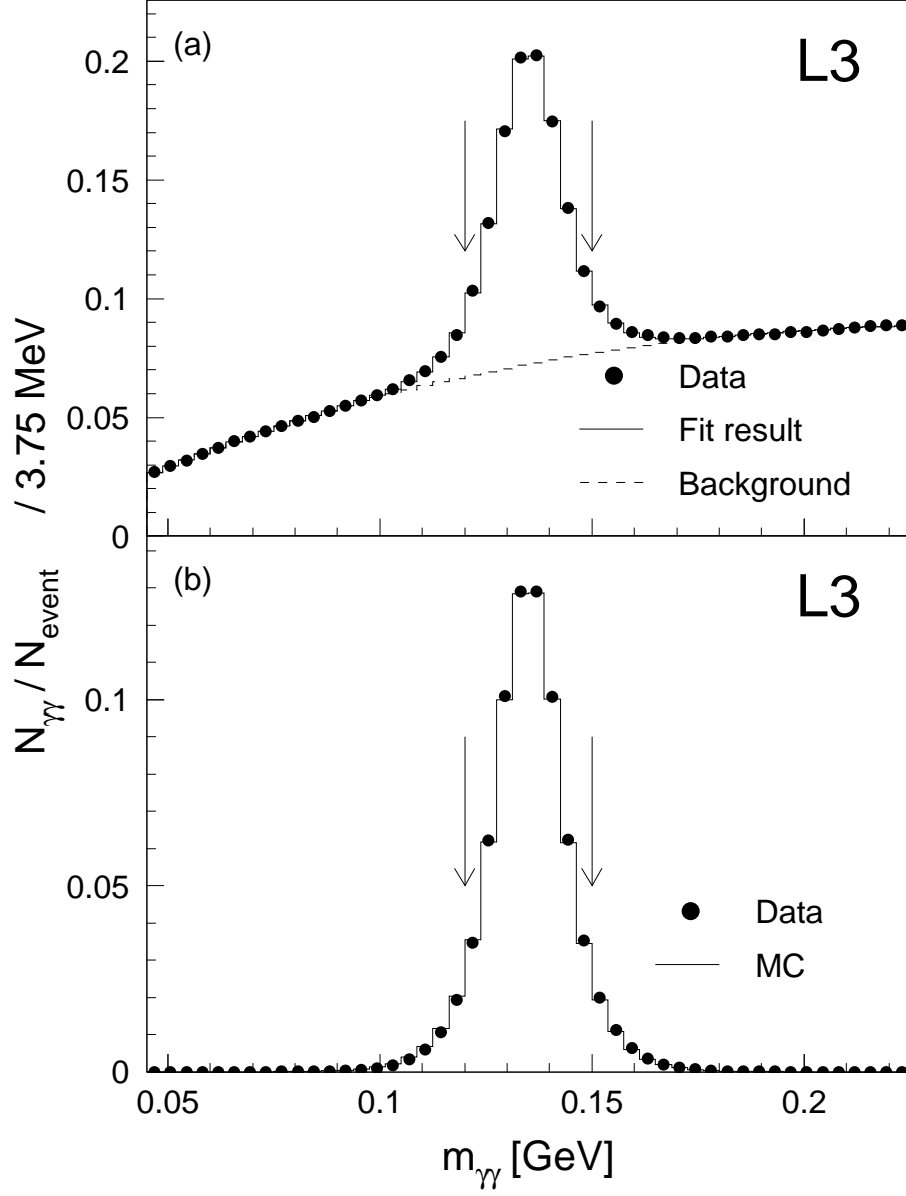 (a)
L3
0.2
0.15
0.1
0.05
0
Data
Fit result
Background
N_γγ / N_event / 3.75 MeV
(b)
L3
0.1
0.05
0
Data
MC
0.05 0.1 0.15 0.2
m_γγ [GeV]